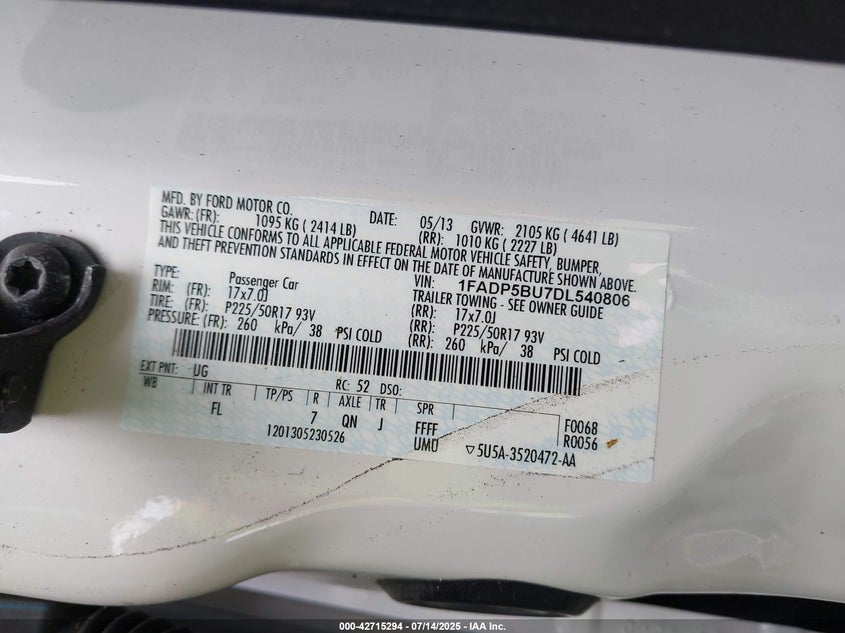 MFD. BY FORD MOTOR CO.
DATE: 05/13 GVWR: 2105 KG ( 4641 LB)
GAWR: (FR): 1095 KG ( 2414 LB) (RR): 1010 KG ( 2227 LB)
THIS VEHICLE CONFORMS TO ALL APPLICABLE FEDERAL MOTOR VEHICLE SAFETY, BUMPER,
AND THEFT PREVENTION STANDARDS IN EFFECT ON THE DATE OF MANUFACTURE SHOWN ABOVE.
VIN: 1FADP5BU7DL540806
TYPE: Passenger Car TRAILER TOWING - SEE OWNER GUIDE
RIM: (FR): 17x7.0J (RR): 17x7.0J
TIRE: (FR): P225/50R17 93V (RR): P225/50R17 93V
PRESSURE: (FR): 260 kPa/ 38 PSI COLD (RR): 260 kPa/ 38 PSI COLD
EXT PNT: UG RC: 52 DSO:
WB INT TR TP/PS R AXLE TR SPR
FL 7 QN J FFFF F0068
1201305230526 UMU R0056
▽5U5A-3520472-AA
000-42715294 - 07/14/2025 - IAA Inc.